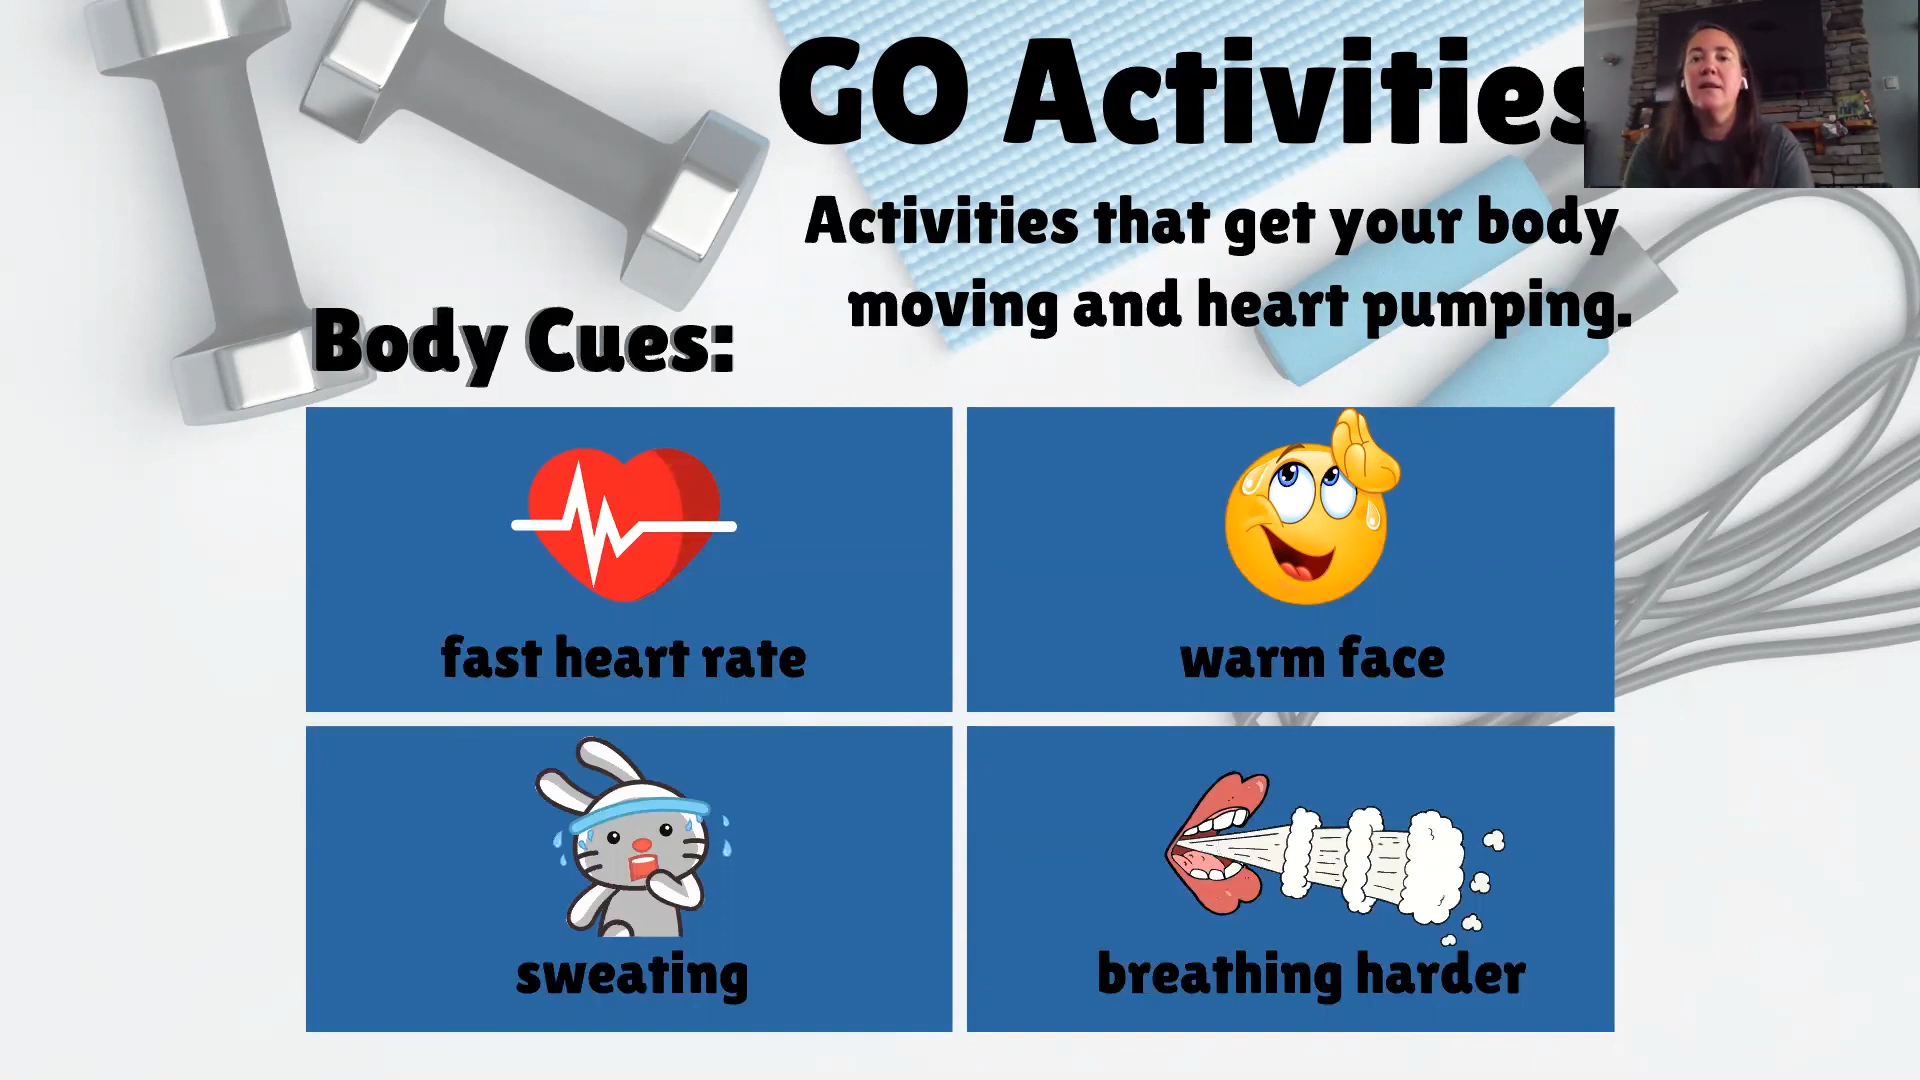 GO Activities
Activities that get your body
moving and heart pumping.
Body Cues:
fast heart rate
warm face
sweating
breathing harder